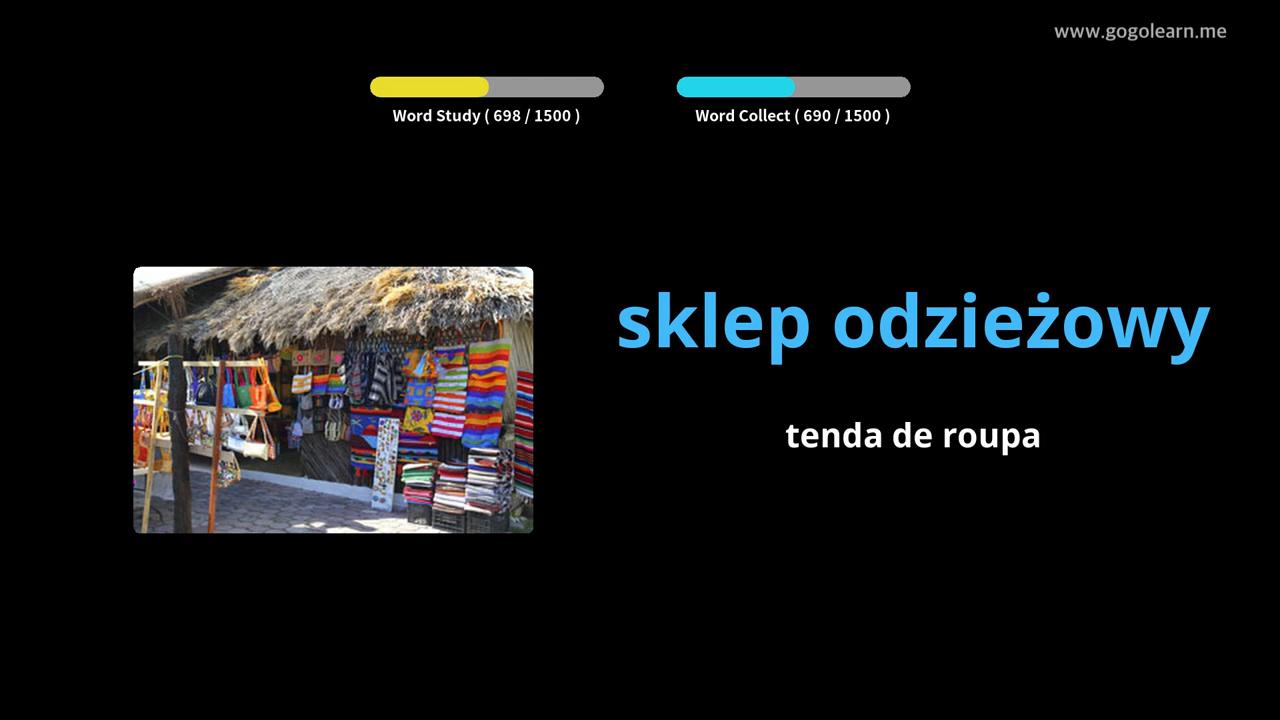 www.gogolearn.me
Word Study ( 698 / 1500 )
Word Collect ( 690 / 1500 )
sklep odzieżowy
tenda de roupa